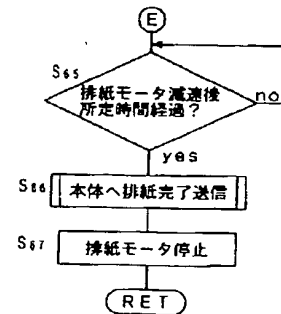 E
S65
排紙モータ減速後
所定時間経過?
no
yes
S66
本体へ排紙完了送信
S67
排紙モータ停止
RET